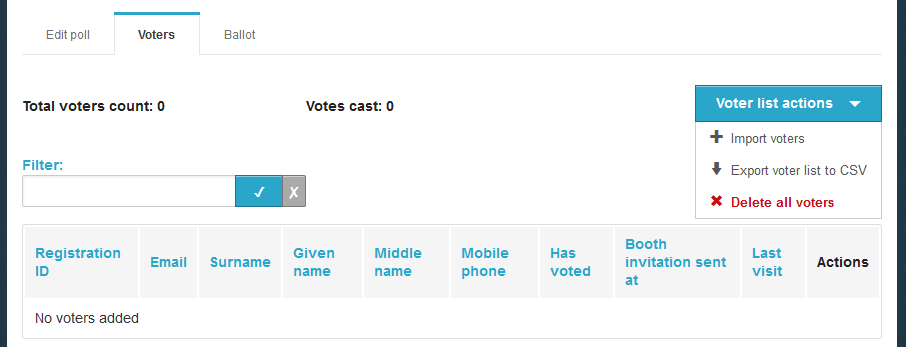 Edit poll
Voters
Ballot
Total voters count: 0
Votes cast: 0
Voter list actions
Import voters
Export voter list to CSV
Delete all voters
Filter:
✓
X
Registration
ID
Email
Surname
Given
name
Middle
name
Mobile
phone
Has
voted
Booth
invitation sent
at
Last
visit
Actions
No voters added